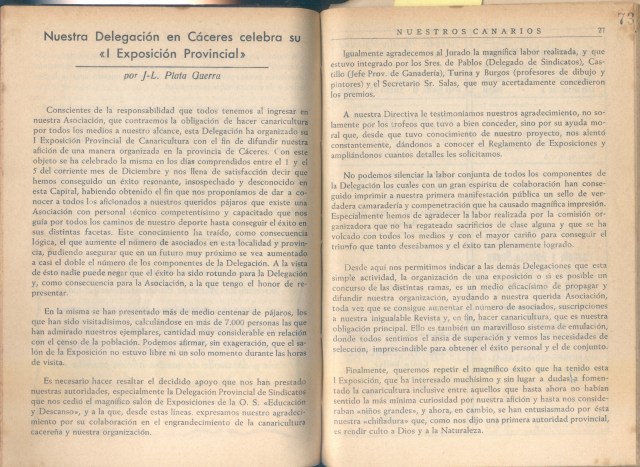 Nuestra Delegación en Cáceres celebra su
«I Exposición Provincial»
por J-L. Plata Guerra
Conscientes de la responsabilidad que todos tenemos al ingresar en
nuestra Asociación, que contraemos la obligación de hacer canaricultura
por todos los medios a nuestro alcance, esta Delegación ha organizado su
I Exposición Provincial de Canaricultura con el fin de difundir nuestra
afición de una manera organizada en la provincia de Cáceres. Con este
objeto se ha celebrado la misma en los días comprendidos entre el 1 y el
5 del corriente mes de Diciembre y nos llena de satisfacción decir que
hemos conseguido un éxito resonante, insospechado y desconocido en
esta Capital, habiendo obtenido el fin que nos proponíamos de dar a co-
nocer a todos los aficionados a nuestros queridos pájaros que existe una
Asociación con personal técnico competentísimo y capacitado que nos
guía por todos los caminos de nuestro deporte hasta conseguir el éxito en
sus distintas facetas. Este conocimiento ha traído, como consecuencia
lógica, el que aumente el número de asociados en esta localidad y provin-
cia, pudiendo asegurar que en un futuro muy próximo se vea aumentado
a casi el doble el número de los componentes de la Delegación. A la vista
de ésto nadie puede negar que el éxito ha sido rotundo para la Delegación
y, como consecuencia para la Asociación, a la que tengo el honor de re-
presentar.
En la misma se han presentado más de medio centenar de pájaros, los
que han sido visitadísimos, calculándose en más de 7.000 personas las que
han admirado nuestros ejemplares, cantidad muy considerable en relación
con el censo de la población. Podemos afirmar, sin exageración, que el sa-
lón de la Exposición no estuvo libre ni un solo momento durante las horas
de visita.
Es necesario hacer resaltar el decidido apoyo que nos han prestado
nuestras autoridades, especialmente la Delegación Provincial de Sindicatos
que nos cedió el magnífico salón de Exposiciones de la O. S. «Educación
y Descanso», y a la que, desde estas líneas, expresamos nuestro agradeci-
miento por su colaboración en el engrandecimiento de la canaricultura
cacereña y nuestra organización.
NUESTROS CANARIOS 27
73
Igualmente agradecemos al Jurado la magnífica labor realizada, y que
estuvo integrado por los Sres. de Pablos (Delegado de Sindicatos), Cas-
tillo (Jefe Prov. de Ganadería), Turina y Burgos (profesores de dibujo y
pintores) y el Secretario Sr. Salas, que muy acertadamente concedieron
los premios.
A nuestra Directiva le testimoniamos nuestros agradecimiento, no so-
lamente por los trofeos que tuvo a bien conceder, sino por su ayuda mo-
ral que, desde que tuvo conocimiento de nuestro proyecto, nos alentó
constantemente, dándonos a conocer el Reglamento de Exposiciones y
ampliándonos cuantos detalles les solicitamos.
No podemos silenciar la labor conjunta de todos los componentes de
la Delegación los cuales con un gran espíritu de colaboración han conse-
guido imprimir a nuestra primera manifestación pública un sello de ver-
dadera camaradería y compenetración que ha causado magnífica impresión.
Especialmente hemos de agradecer la labor realizada por la comisión or-
ganizadora que no ha regateado sacrificios de clase alguna y que se ha
volcado con todos los medios y con el mayor cariño para conseguir el
triunfo que tanto deseábamos y el éxito tan plenamente logrado.
Desde aquí nos permitimos indicar a las demás Delegaciones que esta
simple actividad, la organización de una exposición o si es posible un
concurso de las distintas ramas, es un medio eficacísimo de propagar y
difundir nuestra organización, ayudando a nuestra querida Asociación,
toda vez que se consigue aumentar el número de asociados, suscripciones
a nuestra inigualable Revista y, en fin, hacer canaricultura, que es nuestra
obligación principal. Ello es también un maravilloso sistema de emulación,
donde todos sentimos el ansia de superación y vemos las necesidades de
selección, imprescindible para obtener el éxito personal y el de conjunto.
Finalmente, queremos repetir el magnífico éxito que ha tenido esta
I Exposición, que ha interesado muchísimo y sin lugar a dudas ha fomen-
tado la canaricultura inclusive entre aquellos que hasta ahora no habían
sentido la más mínima curiosidad por nuestra afición y hasta nos conside-
raban «niños grandes», y ahora, en cambio, se han entusiasmado por ésta
nuestra «chifladura» que, como nos dijo una primera autoridad provincial,
es rendir culto a Dios y a la Naturaleza.